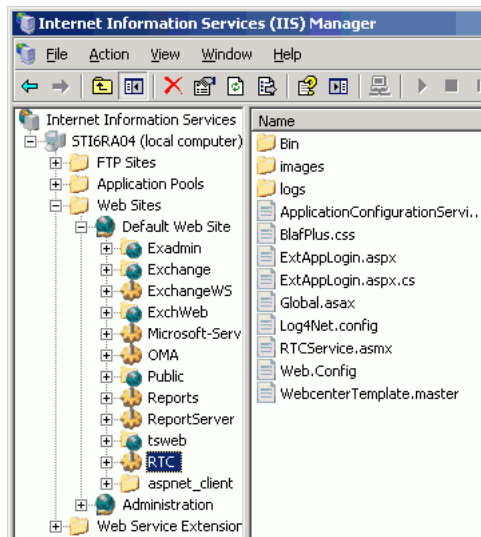 Internet Information Services (IIS) Manager
File Action View Window Help
Internet Information Services
STI6RA04 (local computer)
FTP Sites
Application Pools
Web Sites
Default Web Site
Exadmin
Exchange
ExchangeWS
ExchWeb
Microsoft-Serv
OMA
Public
Reports
ReportServer
tsweb
RTC
aspnet_client
Administration
Web Service Extension
Name
Bin
images
logs
ApplicationConfigurationServi...
BlafPlus.css
ExtAppLogin.aspx
ExtAppLogin.aspx.cs
Global.asax
Log4Net.config
RTCService.asmx
Web.Config
WebcenterTemplate.master